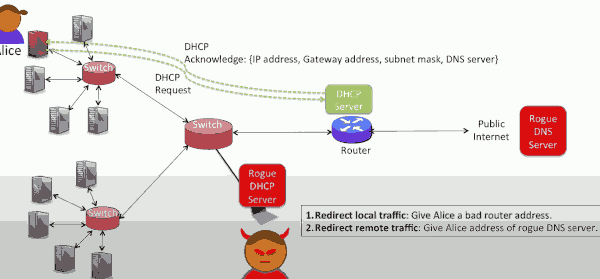 Alice
DHCP
Acknowledge: {IP address, Gateway address, subnet mask, DNS server}
DHCP
Request
Switch
DHCP
Server
Switch
Router
Public
Internet
Rogue
DNS
Server
Rogue
DHCP
Server
Switch
1. Redirect local traffic: Give Alice a bad router address.
2. Redirect remote traffic: Give Alice address of rogue DNS server.